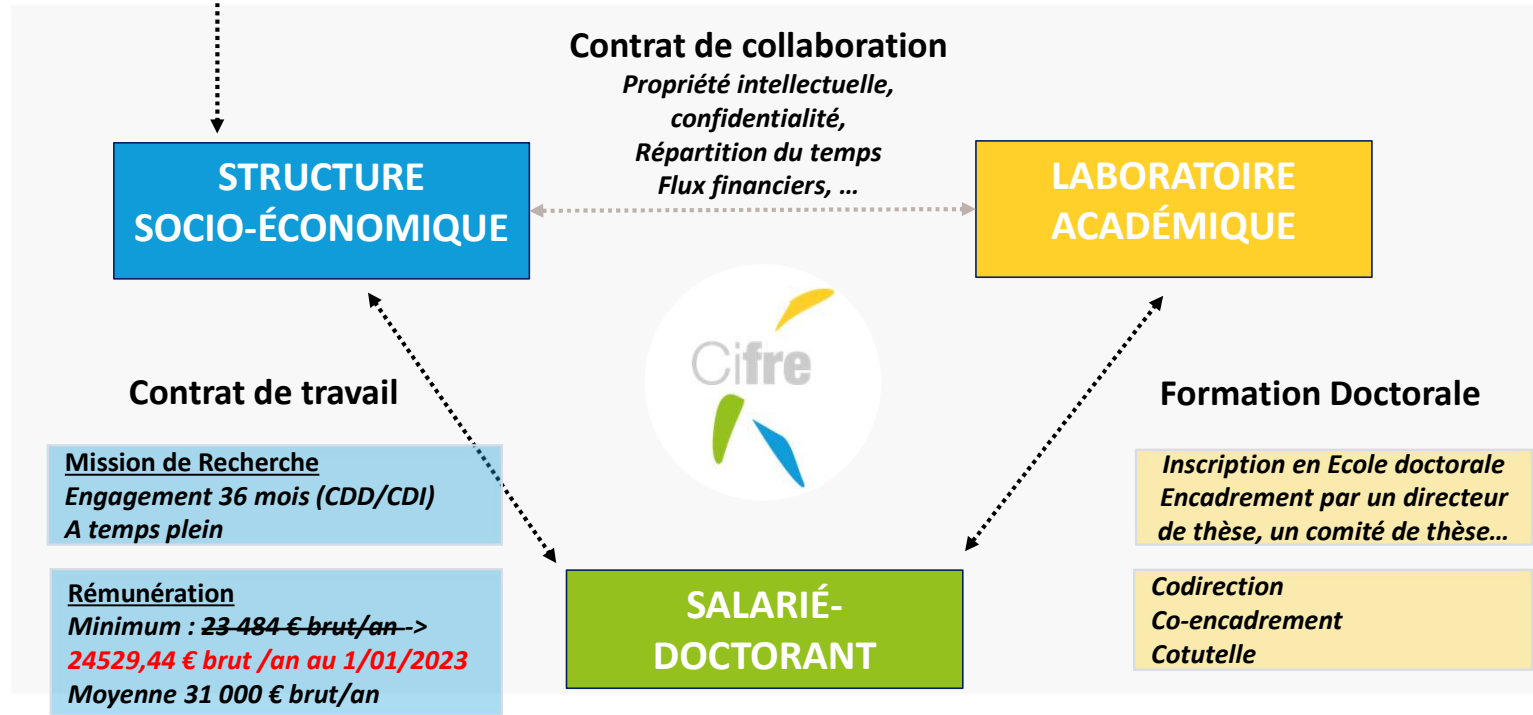 Contrat de collaboration
Propriété intellectuelle,
confidentialité,
Répartition du temps
Flux financiers, …
STRUCTURE
SOCIO-ÉCONOMIQUE
LABORATOIRE
ACADÉMIQUE
Cifre
Contrat de travail
Mission de Recherche
Engagement 36 mois (CDD/CDI)
A temps plein
Rémunération
Minimum : 23 484 € brut/an ->
24529,44 € brut /an au 1/01/2023
Moyenne 31 000 € brut/an
SALARIÉ-
DOCTORANT
Formation Doctorale
Inscription en Ecole doctorale
Encadrement par un directeur
de thèse, un comité de thèse…
Codirection
Co-encadrement
Cotutelle